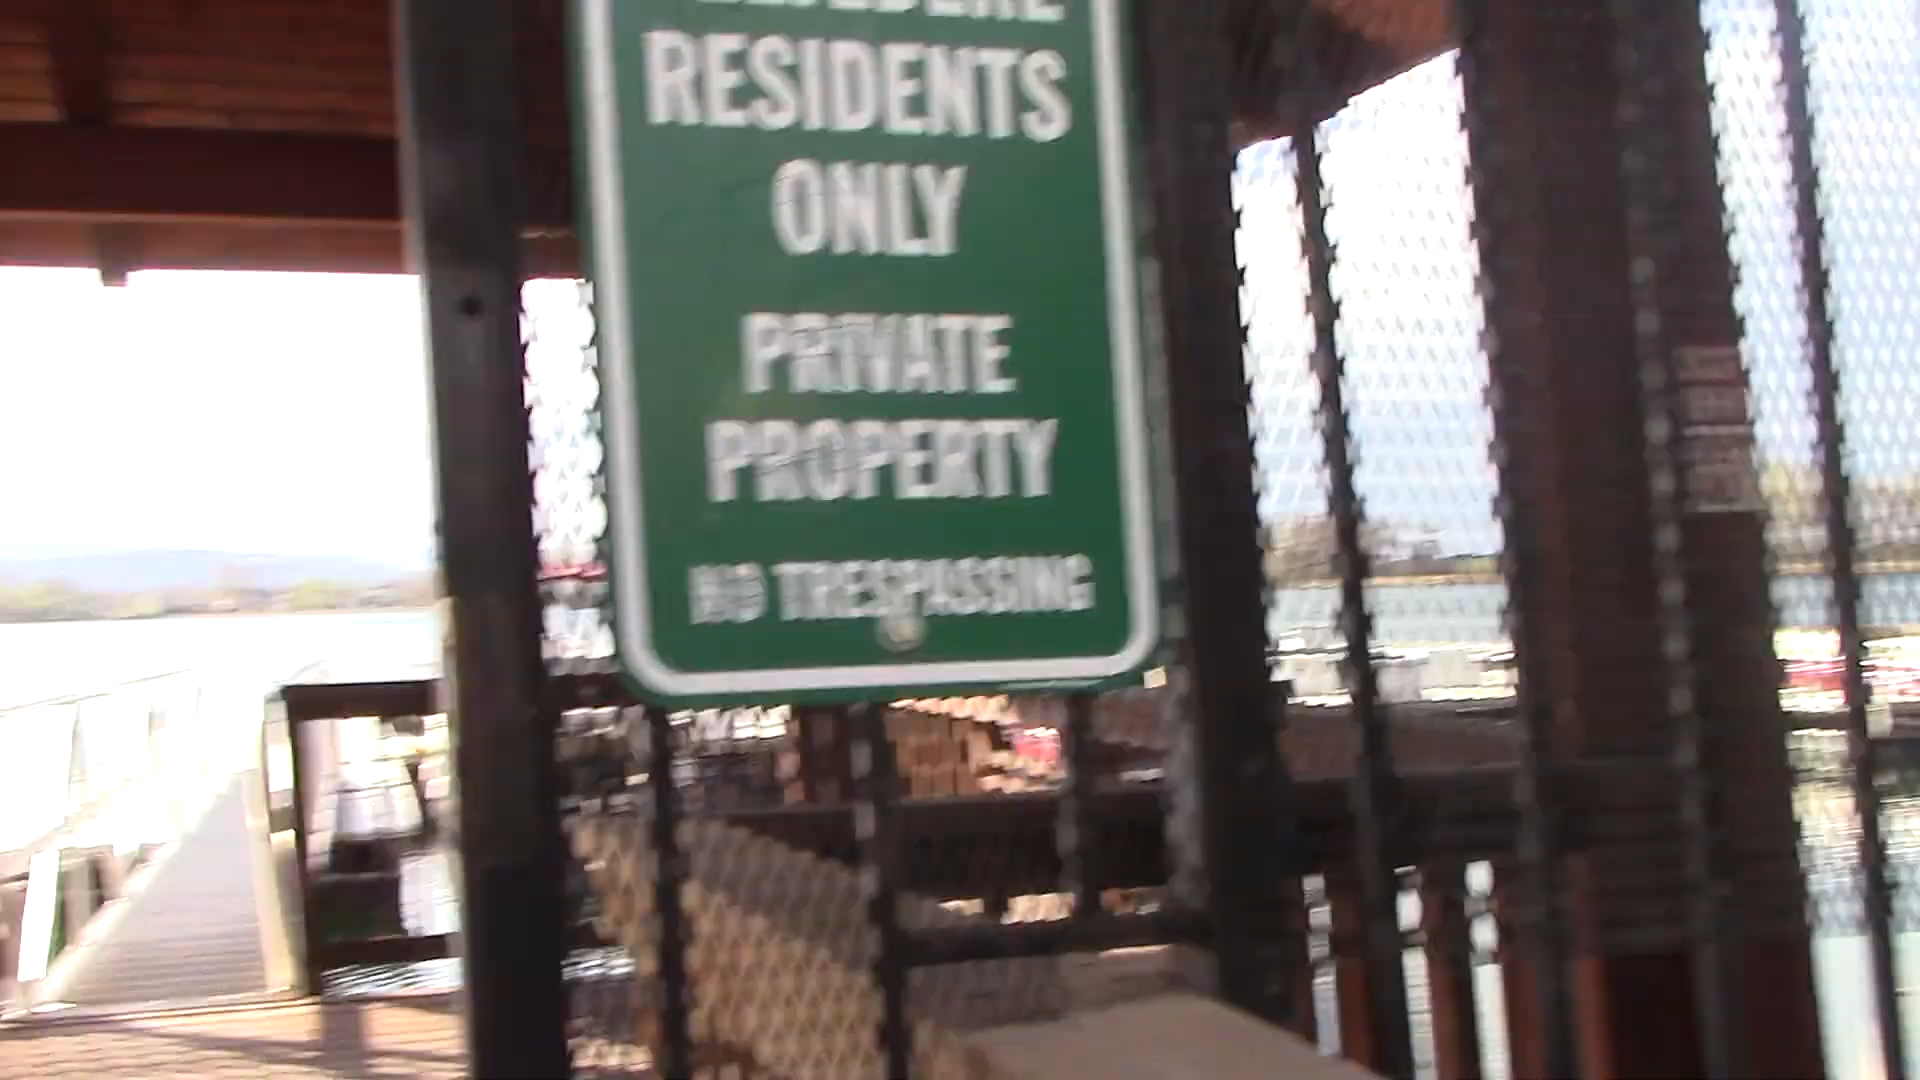 RESIDENTS
ONLY
PRIVATE
PROPERTY
NO TRESPASSING